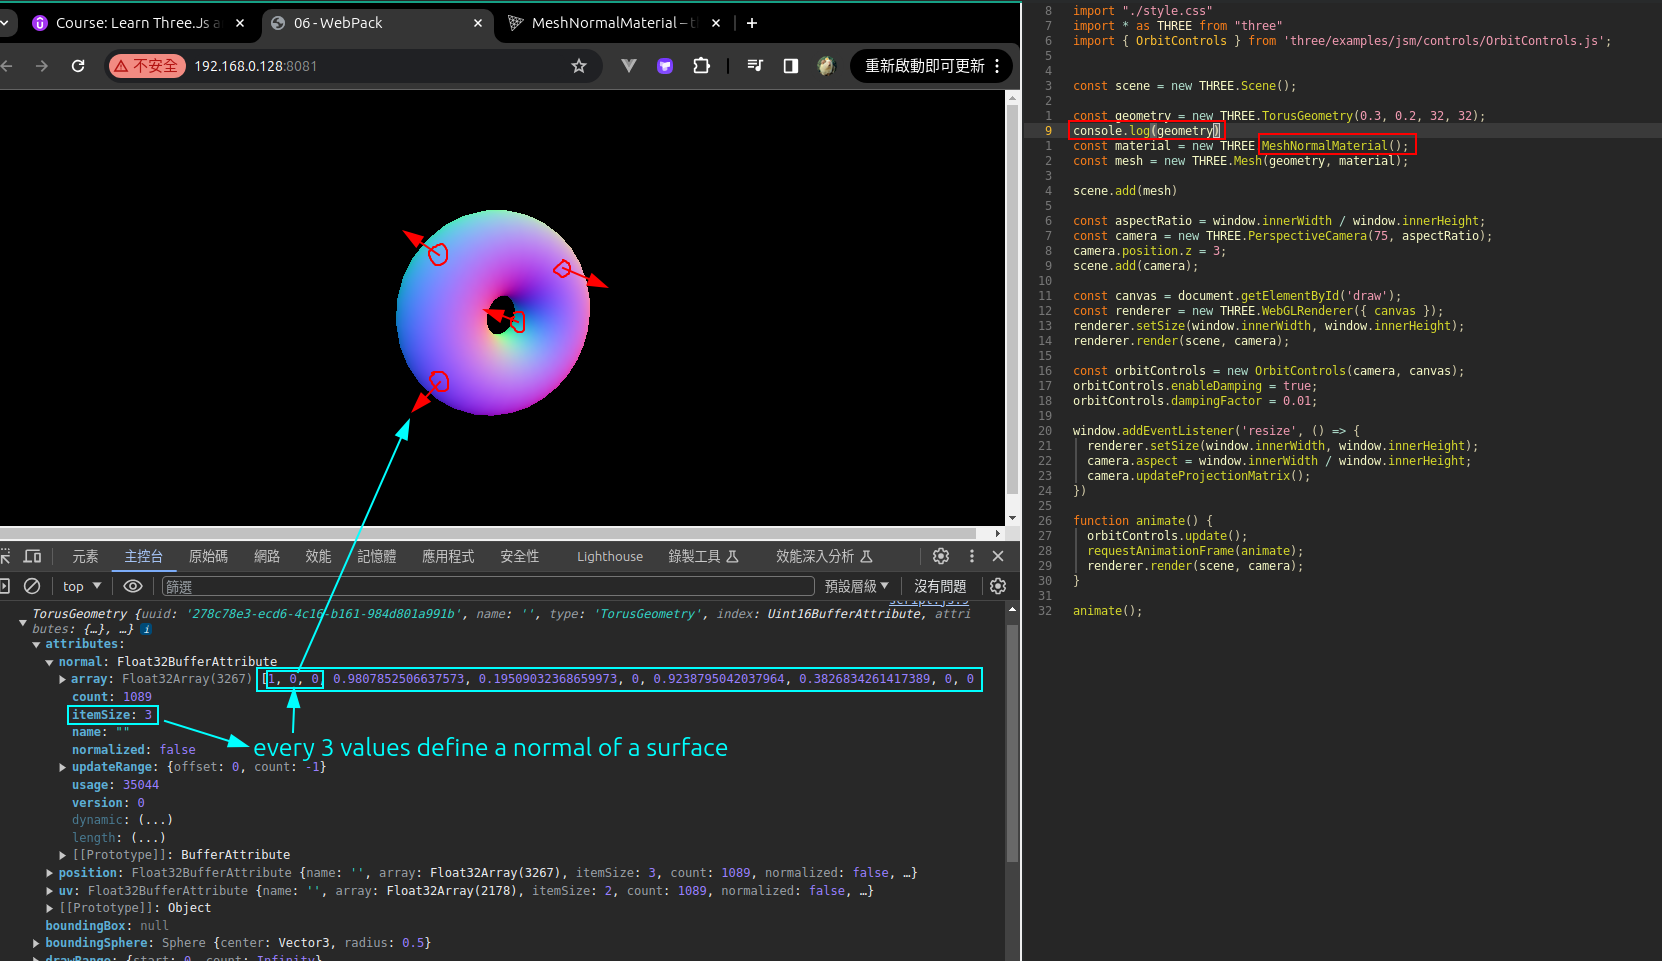 Course: Learn Three.Js a
06 - WebPack
MeshNormalMaterial – t
不安全
192.168.0.128:8081
重新啟動即可更新
元素
主控台
原始碼
網路
效能
記憶體
應用程式
安全性
Lighthouse
錄製工具
效能深入分析
top
篩選
預設層級
沒有問題
script.js:9
TorusGeometry {uuid: '278c78e3-ecd6-4c16-b161-984d801a991b', name: '', type: 'TorusGeometry', index: Uint16BufferAttribute, attri
butes: {…}, …}
attributes:
normal: Float32BufferAttribute
array: Float32Array(3267) [1, 0, 0, 0.9807852506637573, 0.19509032368659973, 0, 0.9238795042037964, 0.3826834261417389, 0, 0
count: 1089
itemSize: 3
name: ""
normalized: false
updateRange: {offset: 0, count: -1}
usage: 35044
version: 0
dynamic: (...)
length: (...)
[[Prototype]]: BufferAttribute
position: Float32BufferAttribute {name: '', array: Float32Array(3267), itemSize: 3, count: 1089, normalized: false, …}
uv: Float32BufferAttribute {name: '', array: Float32Array(2178), itemSize: 2, count: 1089, normalized: false, …}
[[Prototype]]: Object
boundingBox: null
boundingSphere: Sphere {center: Vector3, radius: 0.5}
drawRange: {start: 0, count: Infinity}
every 3 values define a normal of a surface
8 import "./style.css"
7 import * as THREE from "three"
6 import { OrbitControls } from 'three/examples/jsm/controls/OrbitControls.js';
5
4
3 const scene = new THREE.Scene();
2
1 const geometry = new THREE.TorusGeometry(0.3, 0.2, 32, 32);
9 console.log(geometry)
1 const material = new THREE.MeshNormalMaterial();
2 const mesh = new THREE.Mesh(geometry, material);
3
4 scene.add(mesh)
5
6 const aspectRatio = window.innerWidth / window.innerHeight;
7 const camera = new THREE.PerspectiveCamera(75, aspectRatio);
8 camera.position.z = 3;
9 scene.add(camera);
10
11 const canvas = document.getElementById('draw');
12 const renderer = new THREE.WebGLRenderer({ canvas });
13 renderer.setSize(window.innerWidth, window.innerHeight);
14 renderer.render(scene, camera);
15
16 const orbitControls = new OrbitControls(camera, canvas);
17 orbitControls.enableDamping = true;
18 orbitControls.dampingFactor = 0.01;
19
20 window.addEventListener('resize', () => {
21 renderer.setSize(window.innerWidth, window.innerHeight);
22 camera.aspect = window.innerWidth / window.innerHeight;
23 camera.updateProjectionMatrix();
24 })
25
26 function animate() {
27 orbitControls.update();
28 requestAnimationFrame(animate);
29 renderer.render(scene, camera);
30 }
31
32 animate();